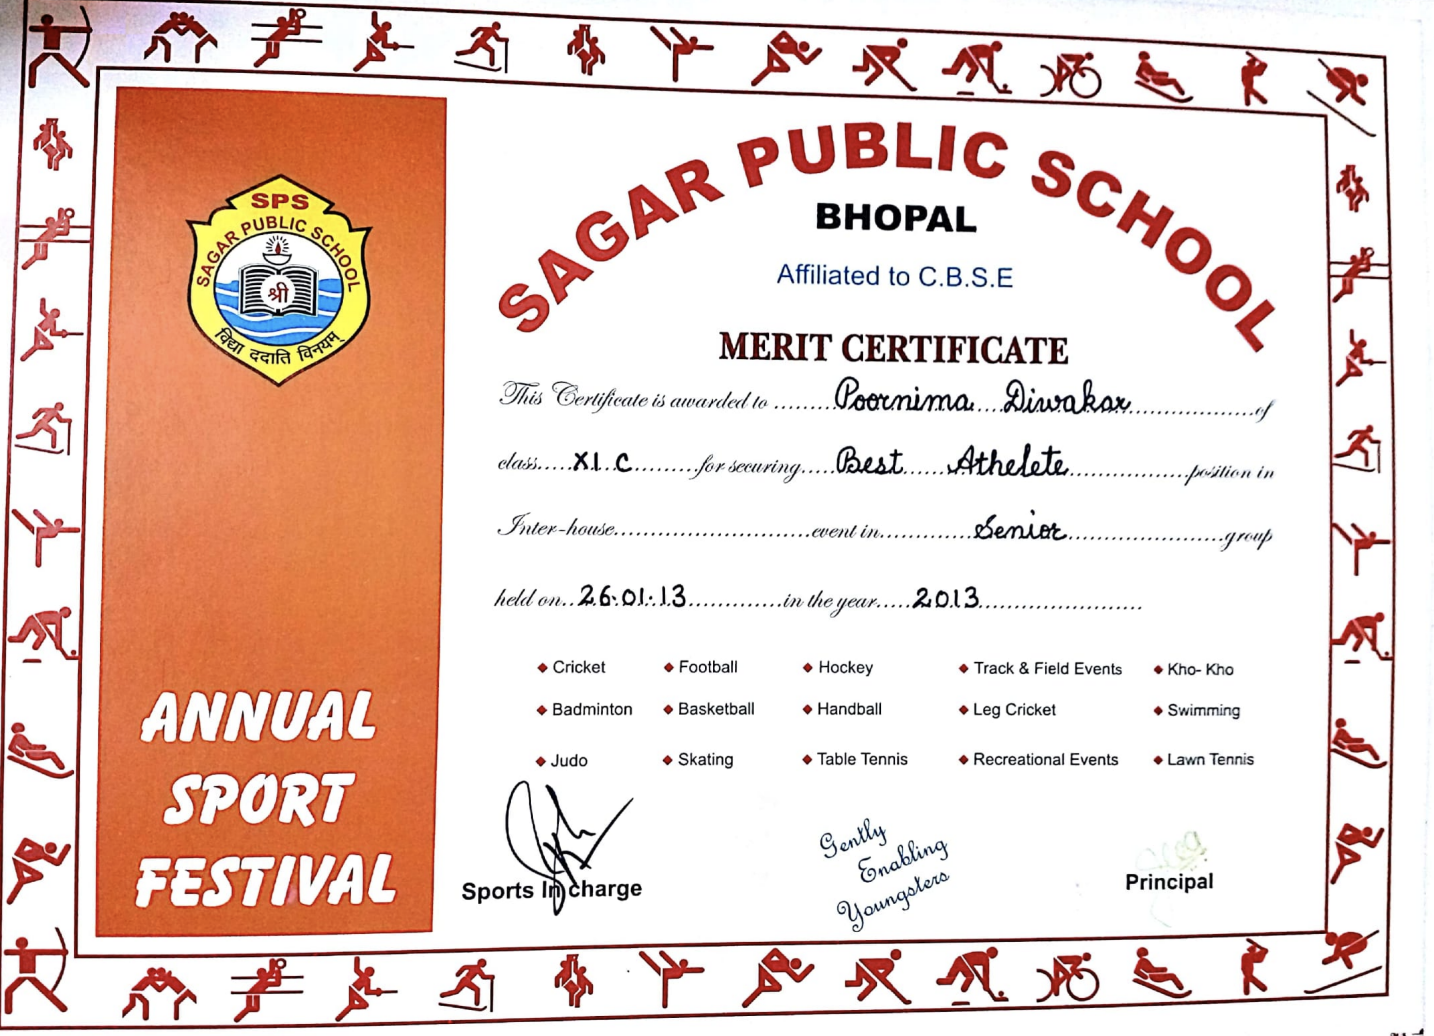 SPS
SAGAR PUBLIC SCHOOL
श्री
विद्या ददाति विनयम्
ANNUAL
SPORT
FESTIVAL
SAGAR PUBLIC SCHOOL
BHOPAL
Affiliated to C.B.S.E
MERIT CERTIFICATE
This Certificate is awarded to ........Poornima....Diwakar.................of
class.....XI..C.........for securing.....Best......Athelete................position in
Inter-house............................event in.............Senior......................group
held on..26.01.13.............in the year.....2013......................
Cricket Football Hockey Track & Field Events Kho- Kho
Badminton Basketball Handball Leg Cricket Swimming
Judo Skating Table Tennis Recreational Events Lawn Tennis
Sports Incharge
Gently
Enabling
Youngsters
Principal